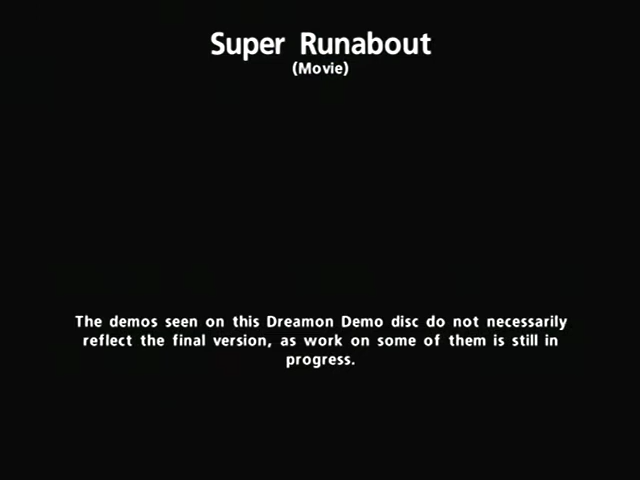 Super Runabout
(Movie)
The demos seen on this Dreamon Demo disc do not necessarily
reflect the final version, as work on some of them is still in
progress.